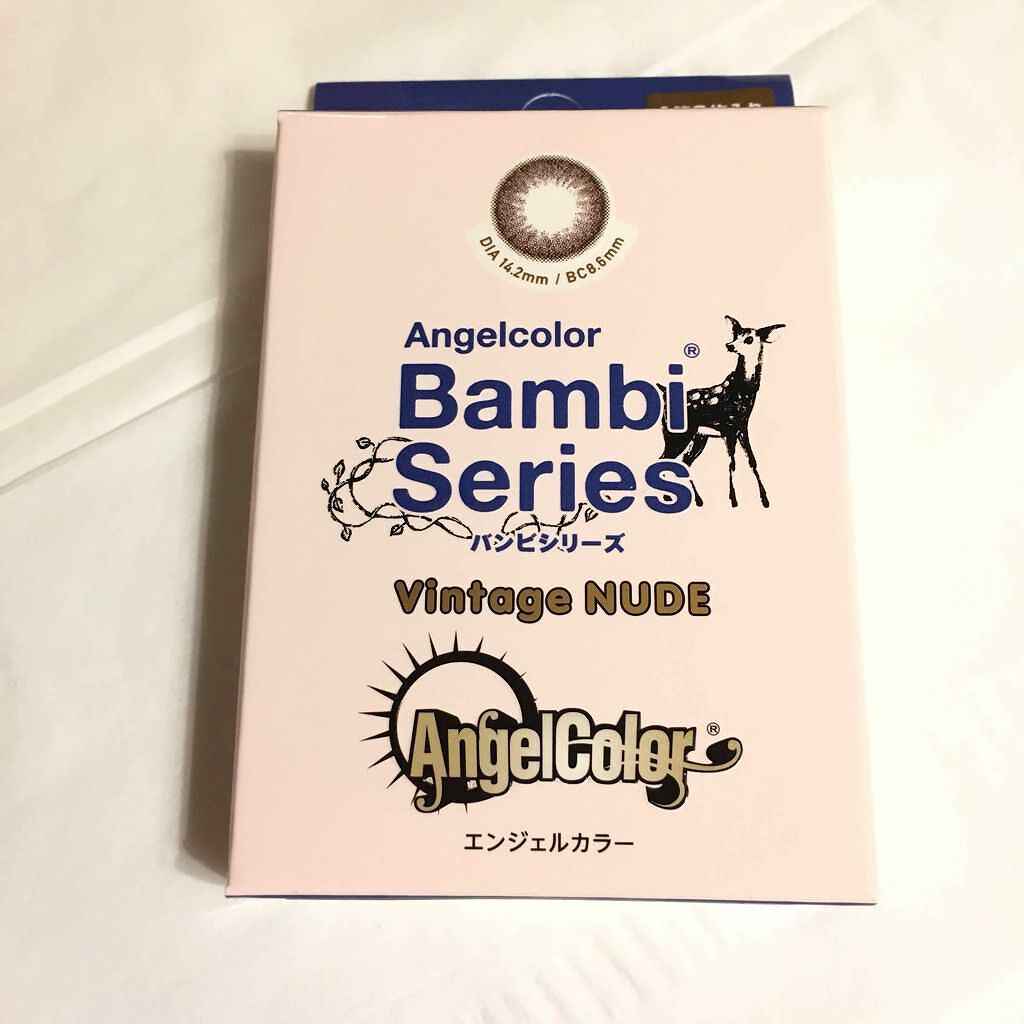 DIA 14.2mm / BC8.6mm
Angelcolor
Bambi®
Series
バンビシリーズ
Vintage NUDE
AngelColor®
エンジェルカラー